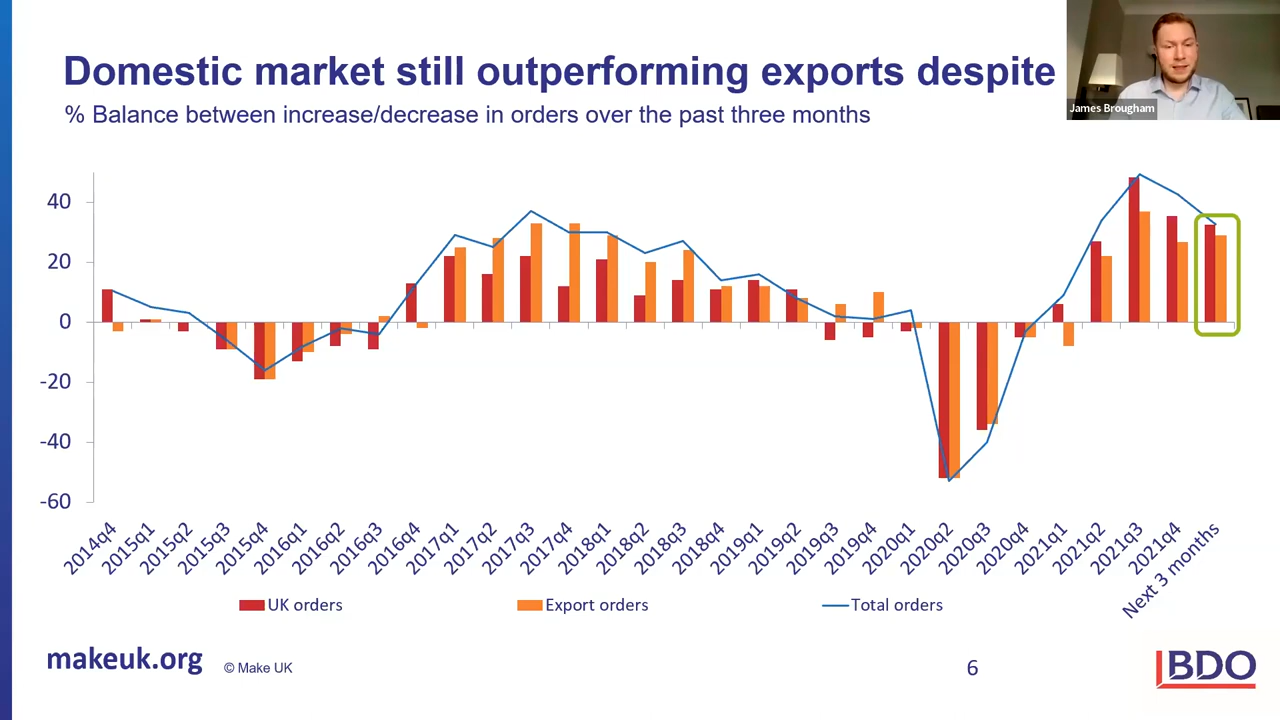 Domestic market still outperforming exports despite
% Balance between increase/decrease in orders over the past three months
James Brougham
40
20
0
-20
-40
-60
2014q4
2015q1
2015q2
2015q3
2015q4
2016q1
2016q2
2016q3
2016q4
2017q1
2017q2
2017q3
2017q4
2018q1
2018q2
2018q3
2018q4
2019q1
2019q2
2019q3
2019q4
2020q1
2020q2
2020q3
2020q4
2021q1
2021q2
2021q3
2021q4
Next 3 months
UK orders
Export orders
Total orders
makeuk.org
© Make UK
6
BDO